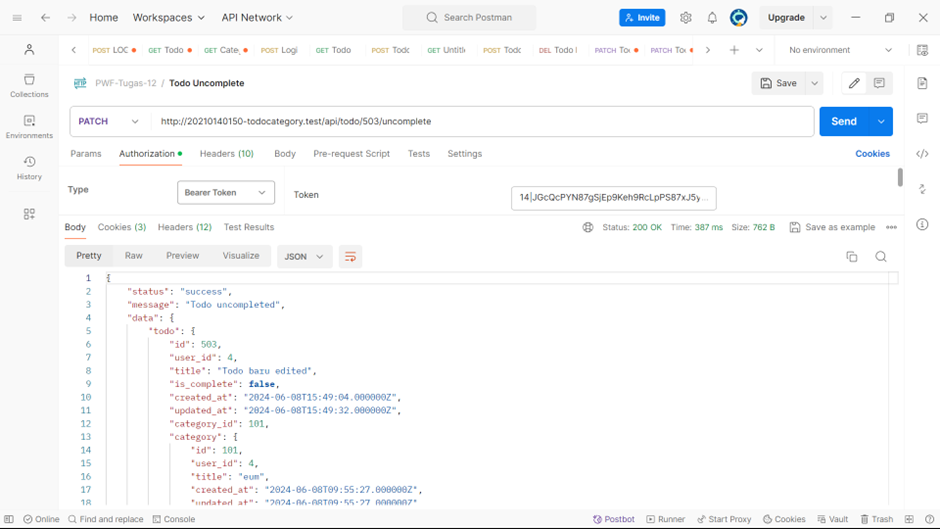 Home Workspaces API Network Search Postman Invite Upgrade
POST LOC GET Todo GET Cate POST Logi GET Todo POST Todo GET Untitl POST Todo DEL Todo PATCH To PATCH To No environment
PWF-Tugas-12 / Todo Uncomplete Save
PATCH http://20210140150-todocategory.test/api/todo/503/uncomplete Send
Params Authorization Headers (10) Body Pre-request Script Tests Settings Cookies
Type Bearer Token Token 14|JGcQcPYN87gSjEp9Keh9RcLpPS87xJ5y...
Body Cookies (3) Headers (12) Test Results Status: 200 OK Time: 387 ms Size: 762 B Save as example
Pretty Raw Preview Visualize JSON
1 {
2 "status": "success",
3 "message": "Todo uncompleted",
4 "data": {
5 "todo": {
6 "id": 503,
7 "user_id": 4,
8 "title": "Todo baru edited",
9 "is_complete": false,
10 "created_at": "2024-06-08T15:49:04.000000Z",
11 "updated_at": "2024-06-08T15:49:32.000000Z",
12 "category_id": 101,
13 "category": {
14 "id": 101,
15 "user_id": 4,
16 "title": "eum",
17 "created_at": "2024-06-08T09:55:27.000000Z",
18 "updated_at": "2024-06-08T09:55:27.000000Z"
Collections
Environments
History
Online Find and replace Console Postbot Runner Start Proxy Cookies Vault Trash